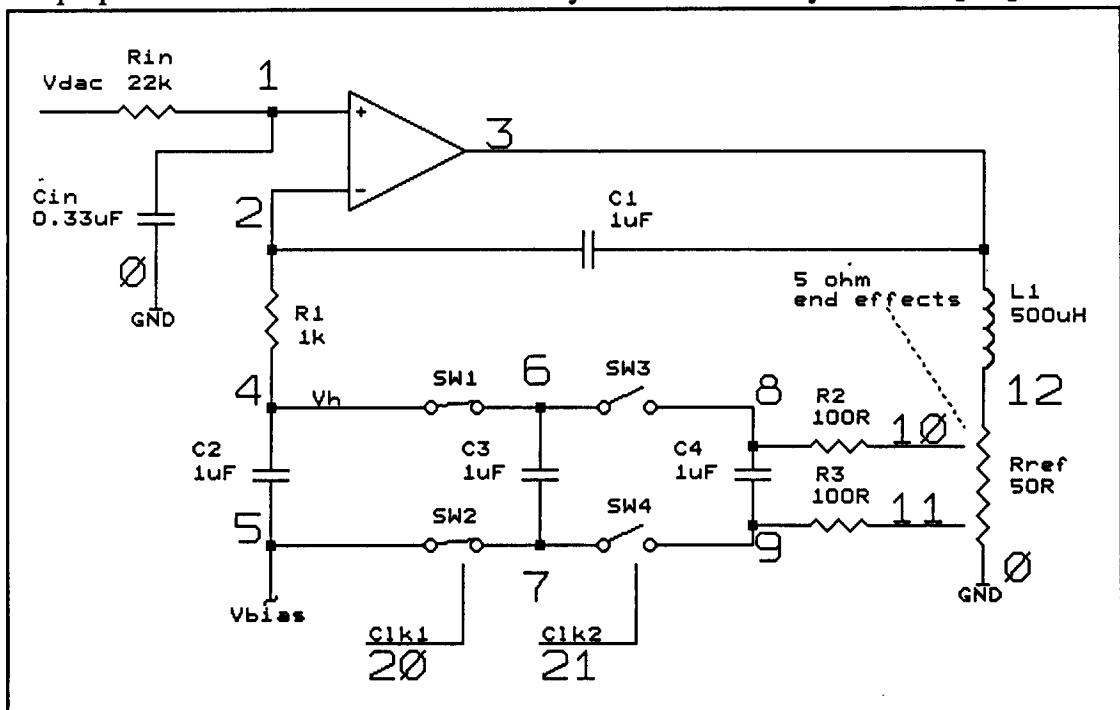 Rin
22k
Vdac
1
+
3
−
2
Cin
0.33uF
Ø
GND
C1
1uF
5 ohm
end effects
L1
500uH
R1
1k
4
Vh
SW1
6
SW3
8
12
R2
100R
1Ø
C2
1uF
C3
1uF
C4
1uF
R3
100R
11
Rref
50R
5
SW2
SW4
9
7
Ø
GND
Vbias
Clk1
2Ø
Clk2
21